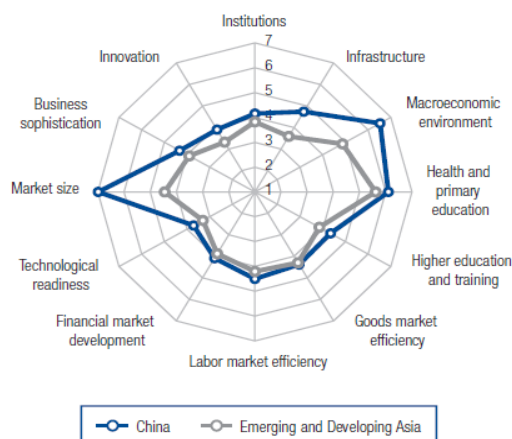 Institutions
7
6
5
4
3
2
1
Infrastructure
Macroeconomic
environment
Health and
primary
education
Higher education
and training
Goods market
efficiency
Labor market efficiency
Financial market
development
Technological
readiness
Market size
Business
sophistication
Innovation
China
Emerging and Developing Asia